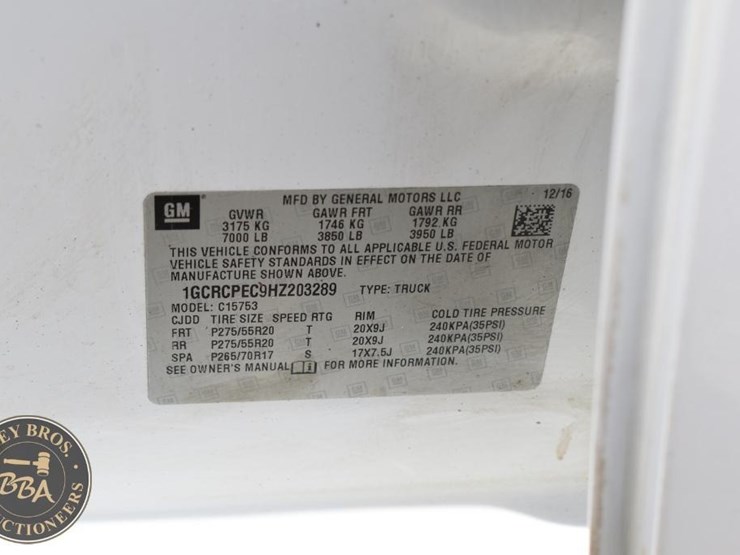 GM
MFD BY GENERAL MOTORS LLC 12/16
GVWR GAWR FRT GAWR RR
3175 KG 1746 KG 1792 KG
7000 LB 3850 LB 3950 LB
THIS VEHICLE CONFORMS TO ALL APPLICABLE U.S. FEDERAL MOTOR
VEHICLE SAFETY STANDARDS IN EFFECT ON THE DATE OF
MANUFACTURE SHOWN ABOVE.
1GCRCPEC9HZ203289 TYPE: TRUCK
MODEL: C15753
CJDD TIRE SIZE SPEED RTG RIM COLD TIRE PRESSURE
FRT P275/55R20 T 20X9J 240KPA(35PSI)
RR P275/55R20 T 20X9J 240KPA(35PSI)
SPA P265/70R17 S 17X7.5J 240KPA(35PSI)
SEE OWNER'S MANUAL FOR MORE INFORMATION.
EY BROS.
BBA
CTIONEERS